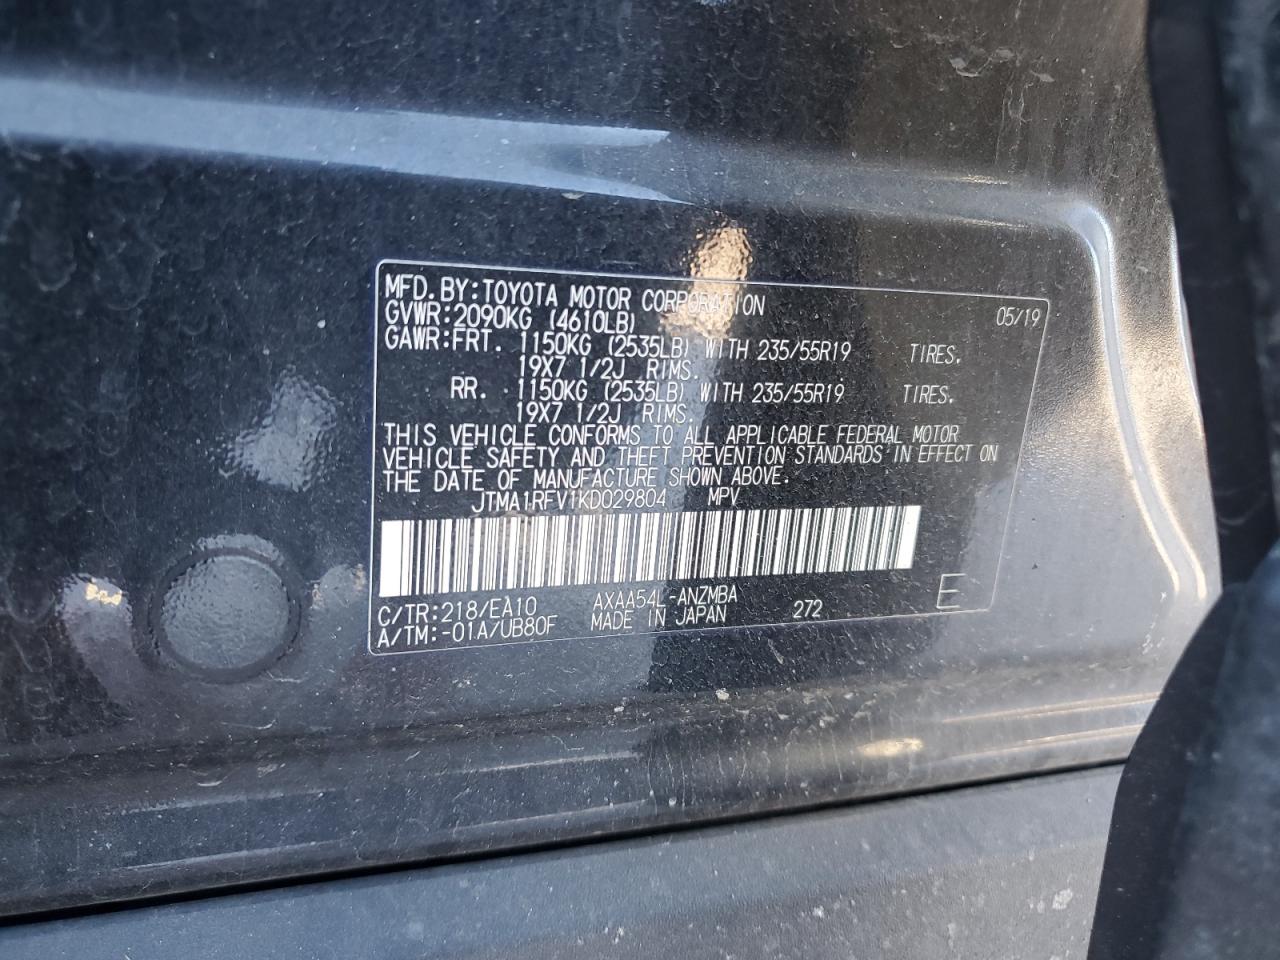 MFD.BY:TOYOTA MOTOR CORPORATION 05/19
GVWR:2090KG (4610LB)
GAWR:FRT. 1150KG (2535LB) WITH 235/55R19 TIRES.
19X7 1/2J RIMS.
RR. 1150KG (2535LB) WITH 235/55R19 TIRES.
19X7 1/2J RIMS.
THIS VEHICLE CONFORMS TO ALL APPLICABLE FEDERAL MOTOR
VEHICLE SAFETY AND THEFT PREVENTION STANDARDS IN EFFECT ON
THE DATE OF MANUFACTURE SHOWN ABOVE.
JTMA1RFV1KD029804 MPV
C/TR:218/EA10 AXAA54L-ANZMBA
A/TM:-01A/UB80F MADE IN JAPAN 272 E